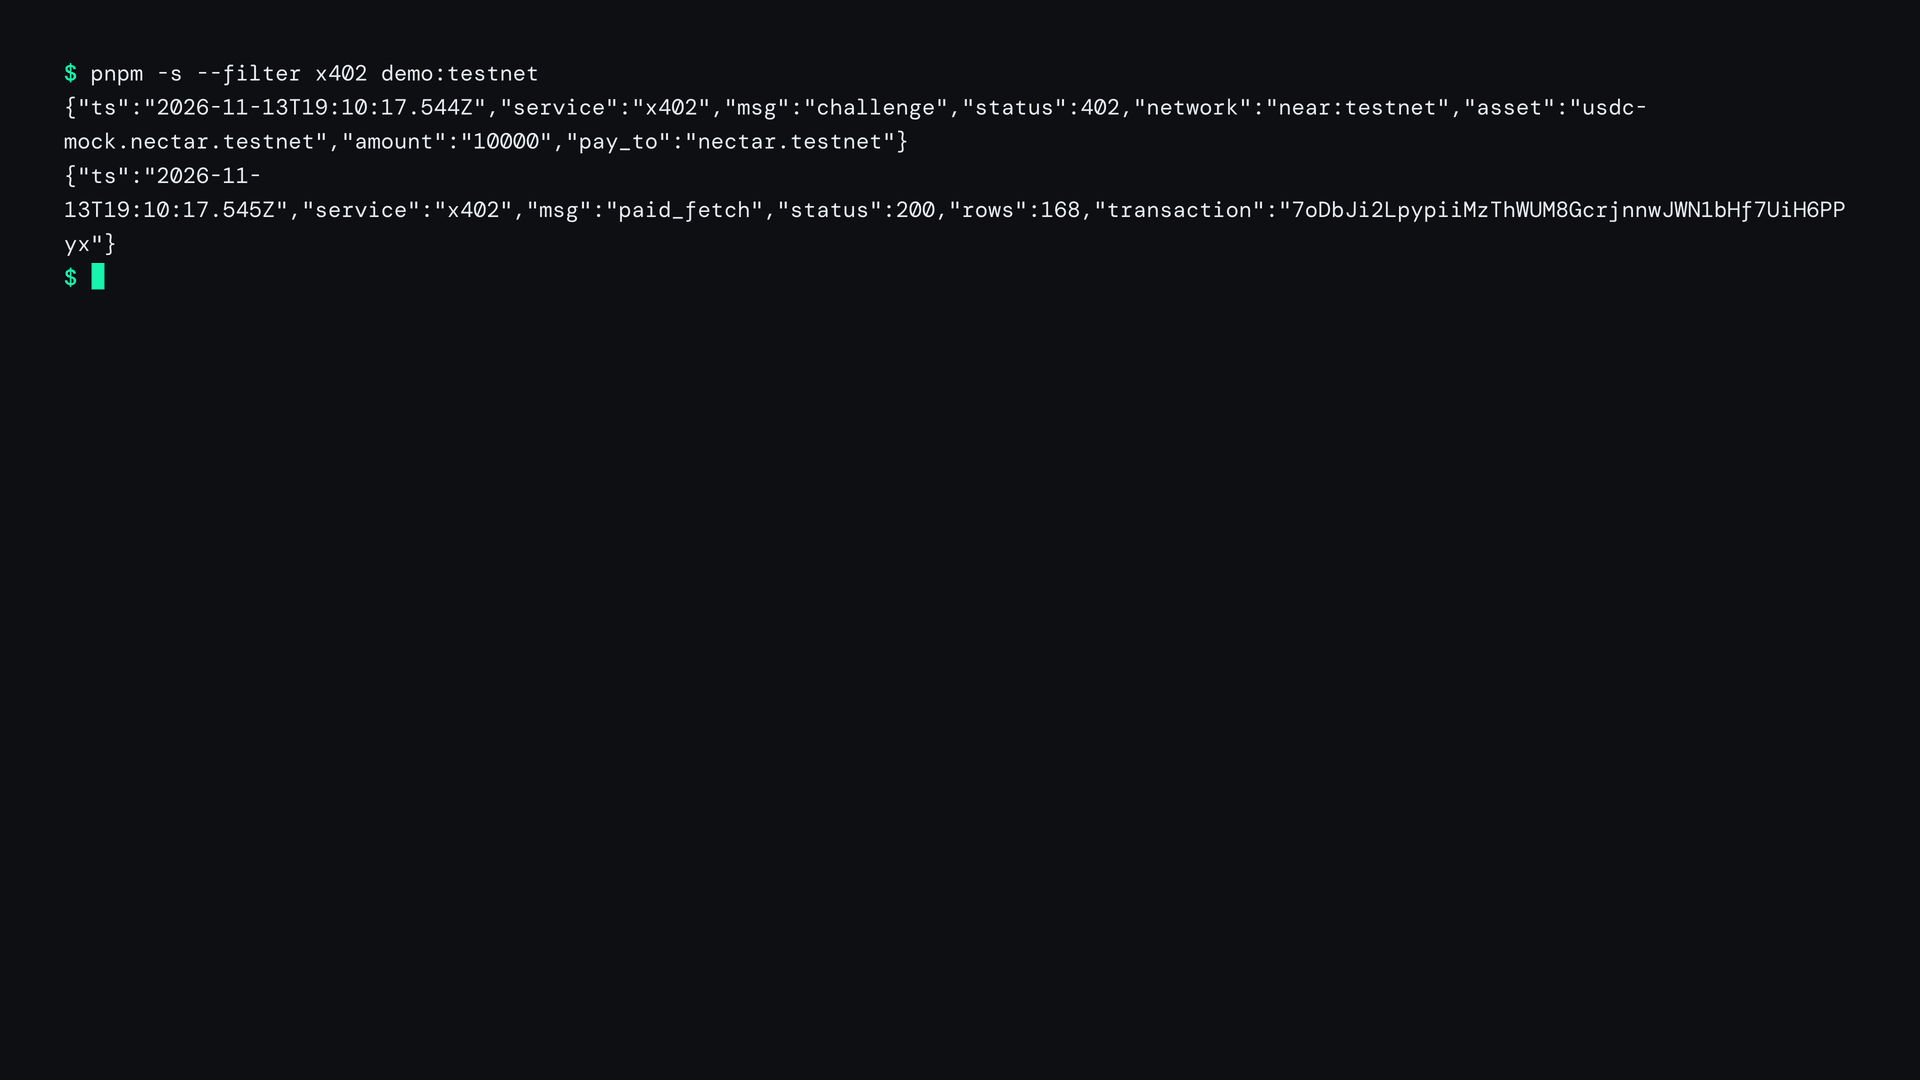 $ pnpm -s --filter x402 demo:testnet
{"ts":"2026-11-13T19:10:17.544Z","service":"x402","msg":"challenge","status":402,"network":"near:testnet","asset":"usdc-
mock.nectar.testnet","amount":"10000","pay_to":"nectar.testnet"}
{"ts":"2026-11-
13T19:10:17.545Z","service":"x402","msg":"paid_fetch","status":200,"rows":168,"transaction":"7oDbJi2LpypiiMzThWUM8GcrjnnwJWN1bHf7UiH6PP
yx"}
$